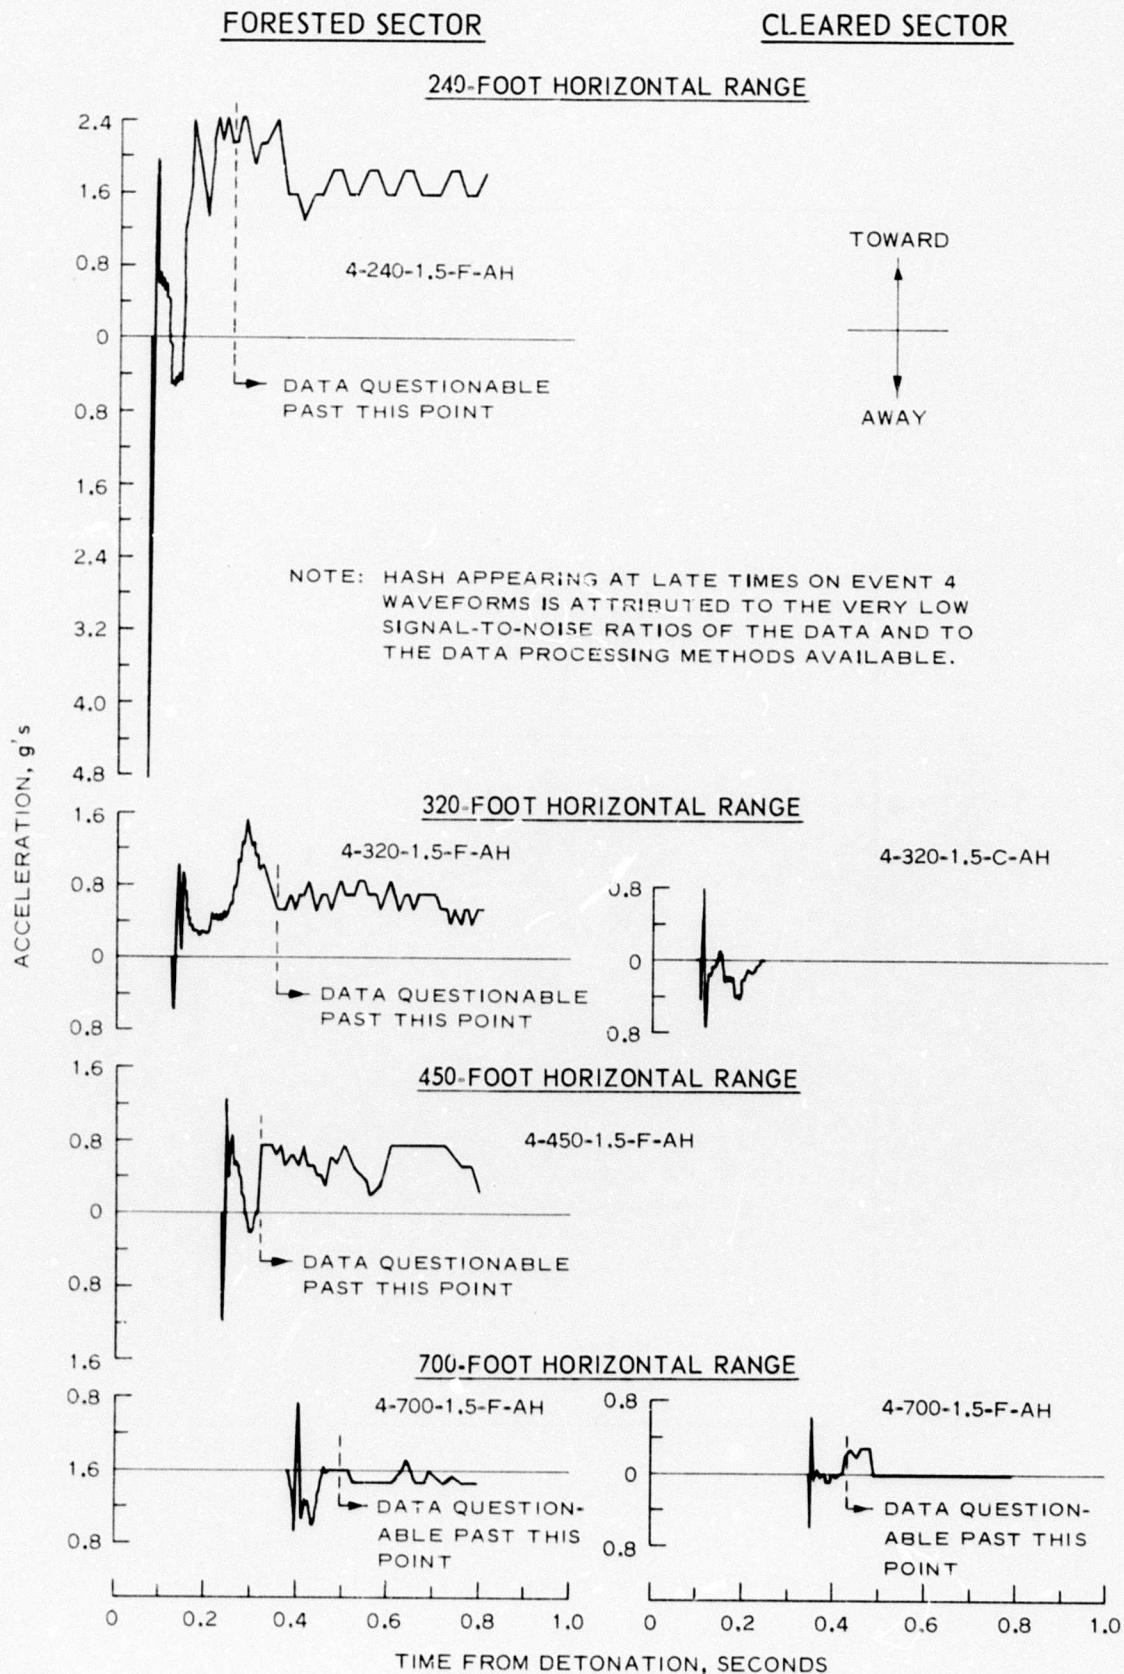 FORESTED SECTOR
CLEARED SECTOR
240-FOOT HORIZONTAL RANGE
2.4
1.6
0.8
0
0.8
1.6
2.4
3.2
4.0
4.8
4-240-1.5-F-AH
DATA QUESTIONABLE
PAST THIS POINT
TOWARD
AWAY
NOTE: HASH APPEARING AT LATE TIMES ON EVENT 4
WAVEFORMS IS ATTRIBUTED TO THE VERY LOW
SIGNAL-TO-NOISE RATIOS OF THE DATA AND TO
THE DATA PROCESSING METHODS AVAILABLE.
ACCELERATION, g's
320-FOOT HORIZONTAL RANGE
1.6
0.8
0
0.8
4-320-1.5-F-AH
DATA QUESTIONABLE
PAST THIS POINT
4-320-1.5-C-AH
0.8
0
0.8
450-FOOT HORIZONTAL RANGE
1.6
0.8
0
0.8
1.6
4-450-1.5-F-AH
DATA QUESTIONABLE
PAST THIS POINT
700-FOOT HORIZONTAL RANGE
0.8
1.6
0.8
4-700-1.5-F-AH
DATA QUESTION-
ABLE PAST THIS
POINT
0.8
0
0.8
4-700-1.5-F-AH
DATA QUESTION-
ABLE PAST THIS
POINT
0 0.2 0.4 0.6 0.8 1.0
0 0.2 0.4 0.6 0.8 1.0
TIME FROM DETONATION, SECONDS